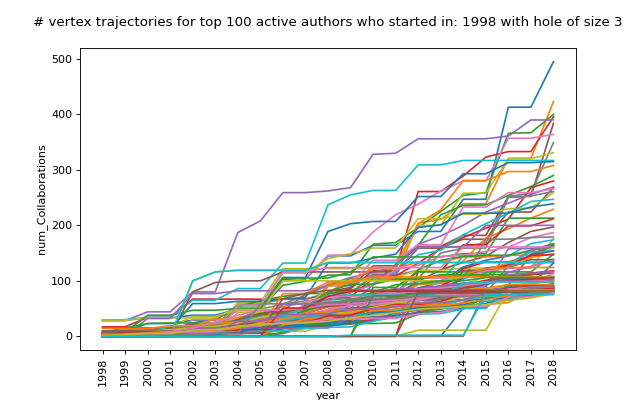 # vertex trajectories for top 100 active authors who started in: 1998 with hole of size 3
500
400
300
200
100
0
num_Collaborations
1998 1999 2000 2001 2002 2003 2004 2005 2006 2007 2008 2009 2010 2011 2012 2013 2014 2015 2016 2017 2018
year